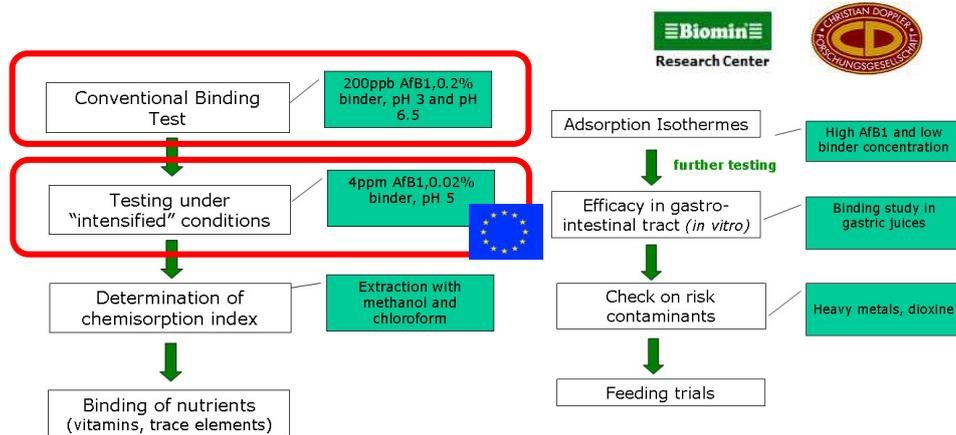 ≡Biomin®≡
Research Center
CHRISTIAN DOPPLER
FORSCHUNGSGESELLSCHAFT
CD
Conventional Binding
Test
200ppb AfB1,0.2%
binder, pH 3 and pH
6.5
Testing under
“intensified” conditions
4ppm AfB1,0.02%
binder, pH 5
Determination of
chemisorption index
Extraction with
methanol and
chloroform
Binding of nutrients
(vitamins, trace elements)
Adsorption Isothermes
High AfB1 and low
binder concentration
further testing
Efficacy in gastro-
intestinal tract (in vitro)
Binding study in
gastric juices
Check on risk
contaminants
Heavy metals, dioxine
Feeding trials